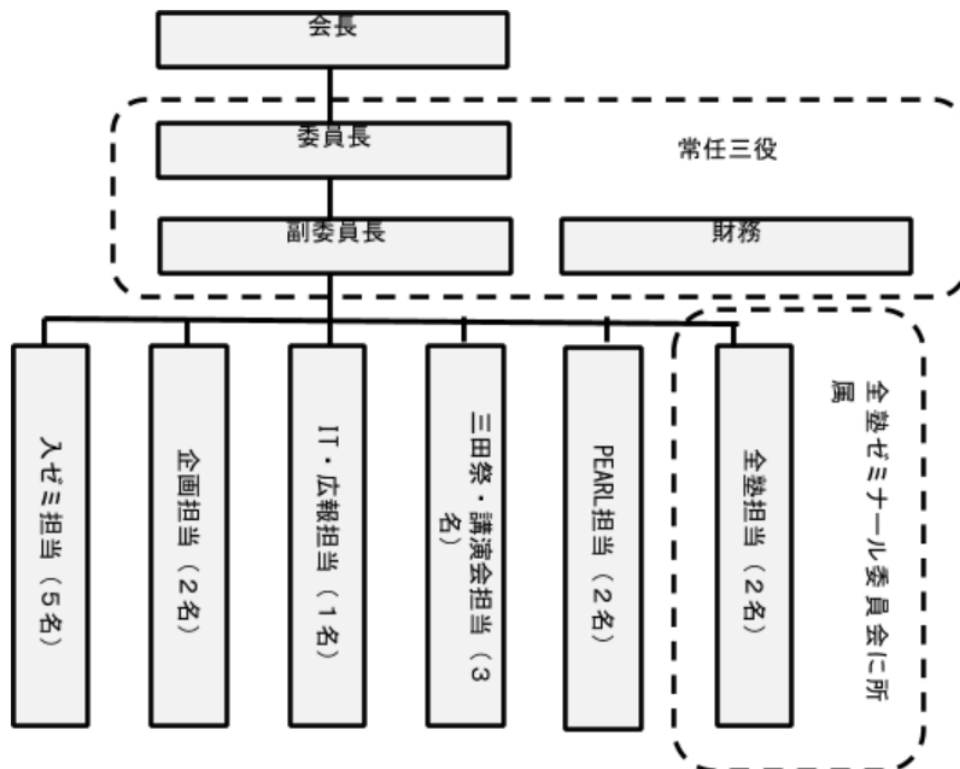 会長
委員長
常任三役
副委員長
財務
入ゼミ担当（５名）
企画担当（２名）
IT・広報担当（１名）
三田祭・講演会担当（３
名）
PEARL担当（２名）
全塾担当（２名）
全塾ゼミナール委員会に所
属